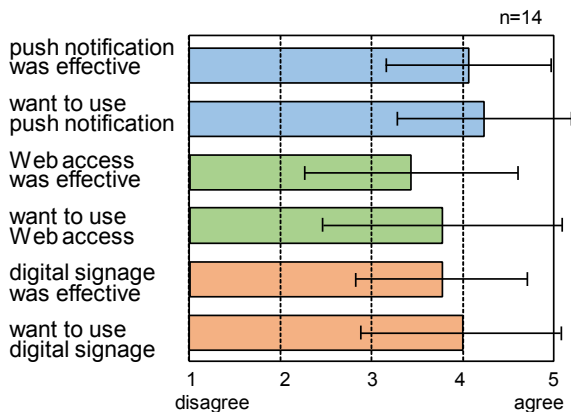 n=14
push notification
was effective
want to use
push notification
Web access
was effective
want to use
Web access
digital signage
was effective
want to use
digital signage
1 2 3 4 5
disagree agree